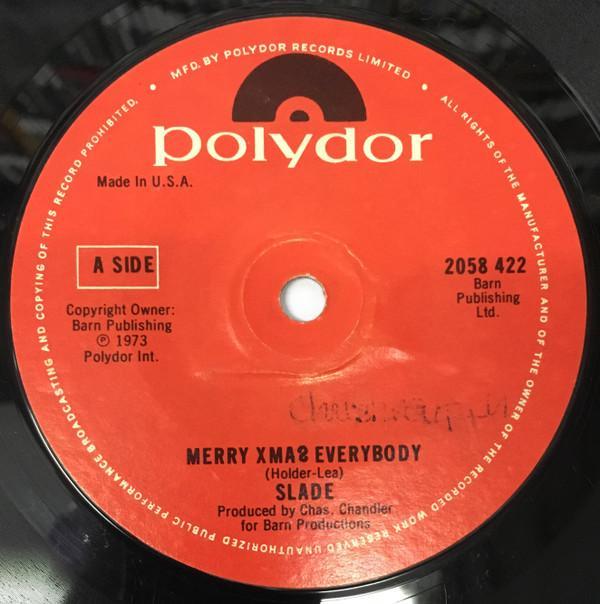 MFD. BY POLYDOR RECORDS LIMITED • ALL RIGHTS OF THE MANUFACTURER AND OF THE OWNER OF THE RECORDED WORK RESERVED UNAUTHORIZED PUBLIC PERFORMANCE BROADCASTING AND COPYING OF THIS RECORD PROHIBITED. •
polydor
Made In U.S.A.
A SIDE
Copyright Owner:
Barn Publishing
℗ 1973
Polydor Int.
2058 422
Barn
Publishing
Ltd.
MERRY XMAS EVERYBODY
(Holder-Lea)
SLADE
Produced by Chas. Chandler
for Barn Productions